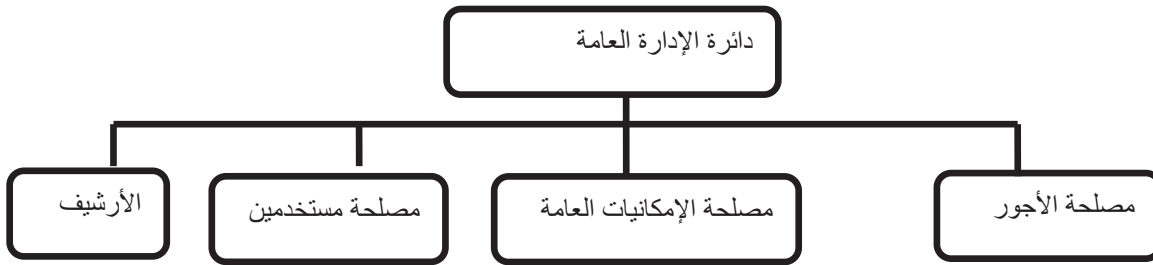 دائرة الإدارة العامة
مصلحة الأجور
مصلحة الإمكانيات العامة
مصلحة مستخدمين
الأرشيف